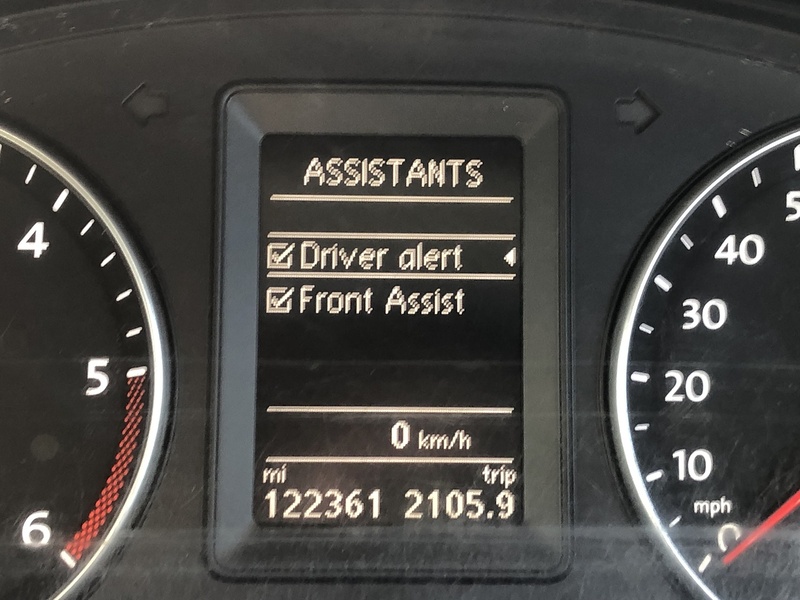 ASSISTANTS
Driver alert
Front Assist
0 km/h
mi trip
122361 2105.9
4
5
6
5
40
30
20
10
mph
0